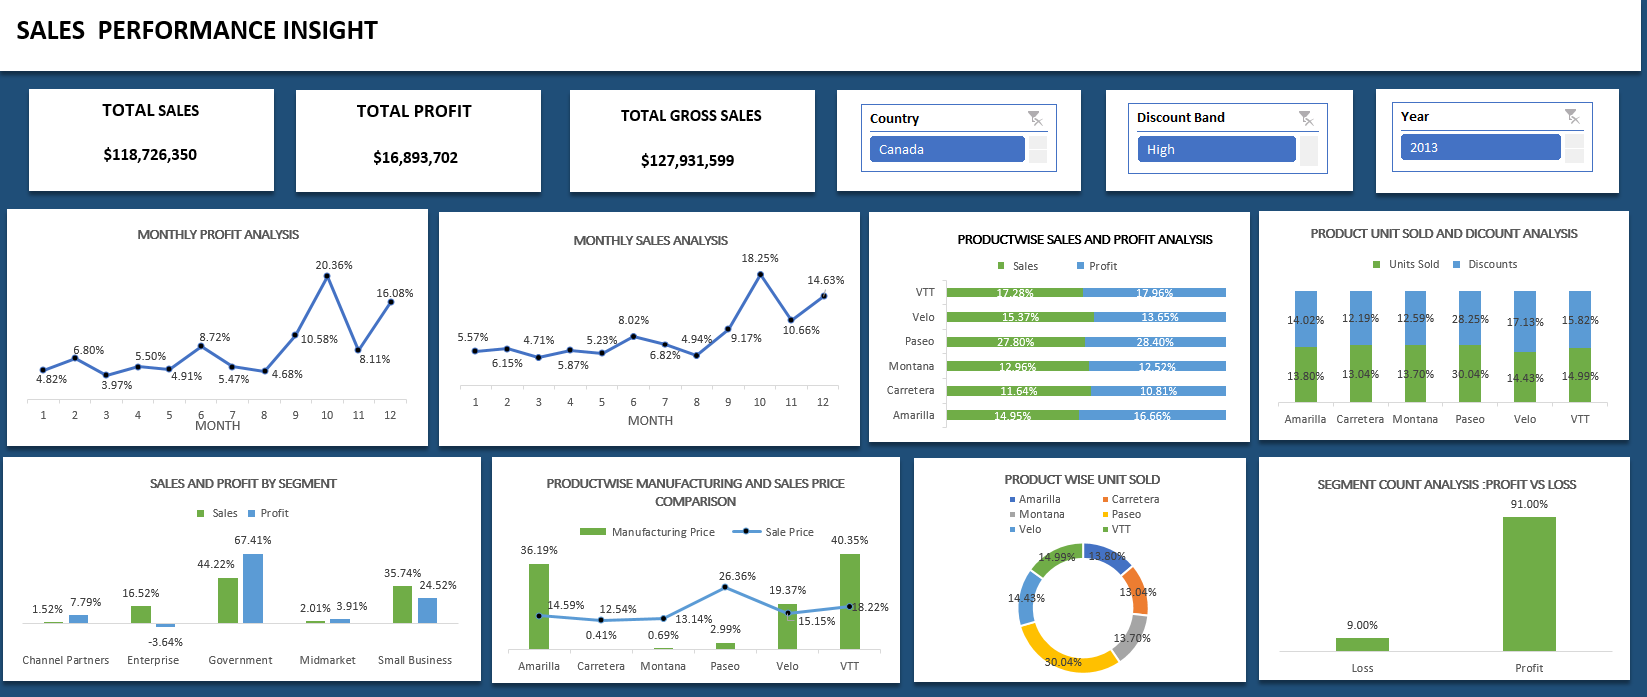 SALES PERFORMANCE INSIGHT
TOTAL SALES
$118,726,350
TOTAL PROFIT
$16,893,702
TOTAL GROSS SALES
$127,931,599
Country
Canada
Discount Band
High
Year
2013
MONTHLY PROFIT ANALYSIS
4.82%
6.80%
3.97%
5.50%
4.91%
8.72%
5.47%
4.68%
10.58%
20.36%
8.11%
16.08%
1 2 3 4 5 6 7 8 9 10 11 12
MONTH
MONTHLY SALES ANALYSIS
5.57%
6.15%
4.71%
5.87%
5.23%
8.02%
6.82%
4.94%
9.17%
18.25%
10.66%
14.63%
1 2 3 4 5 6 7 8 9 10 11 12
MONTH
PRODUCTWISE SALES AND PROFIT ANALYSIS
Sales Profit
VTT 17.28% 17.96%
Velo 15.37% 13.65%
Paseo 27.80% 28.40%
Montana 12.96% 12.52%
Carretera 11.64% 10.81%
Amarilla 14.95% 16.66%
PRODUCT UNIT SOLD AND DICOUNT ANALYSIS
Units Sold Discounts
14.02% 12.19% 12.59% 28.25% 17.13% 15.82%
13.80% 13.04% 13.70% 30.04% 14.43% 14.99%
Amarilla Carretera Montana Paseo Velo VTT
SALES AND PROFIT BY SEGMENT
Sales Profit
1.52% 7.79%
16.52% -3.64%
44.22% 67.41%
2.01% 3.91%
35.74% 24.52%
Channel Partners Enterprise Government Midmarket Small Business
PRODUCTWISE MANUFACTURING AND SALES PRICE
COMPARISON
Manufacturing Price Sale Price
36.19% 14.59%
12.54% 0.41%
13.14% 0.69%
26.36% 2.99%
19.37% 15.15%
40.35% 18.22%
Amarilla Carretera Montana Paseo Velo VTT
PRODUCT WISE UNIT SOLD
Amarilla Carretera
Montana Paseo
Velo VTT
14.99% 13.80%
14.43% 13.04%
13.70%
30.04%
SEGMENT COUNT ANALYSIS :PROFIT VS LOSS
91.00%
9.00%
Loss Profit